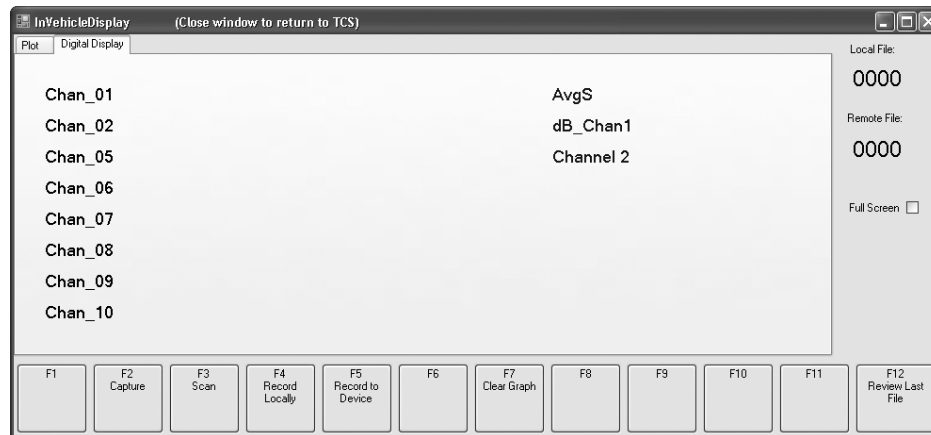 InVehicleDisplay (Close window to return to TCS)
Plot Digital Display
Chan_01
Chan_02
Chan_05
Chan_06
Chan_07
Chan_08
Chan_09
Chan_10
AvgS
dB_Chan1
Channel 2
Local File:
0000
Remote File:
0000
Full Screen
F1
F2
Capture
F3
Scan
F4
Record
Locally
F5
Record to
Device
F6
F7
Clear Graph
F8
F9
F10
F11
F12
Review Last
File